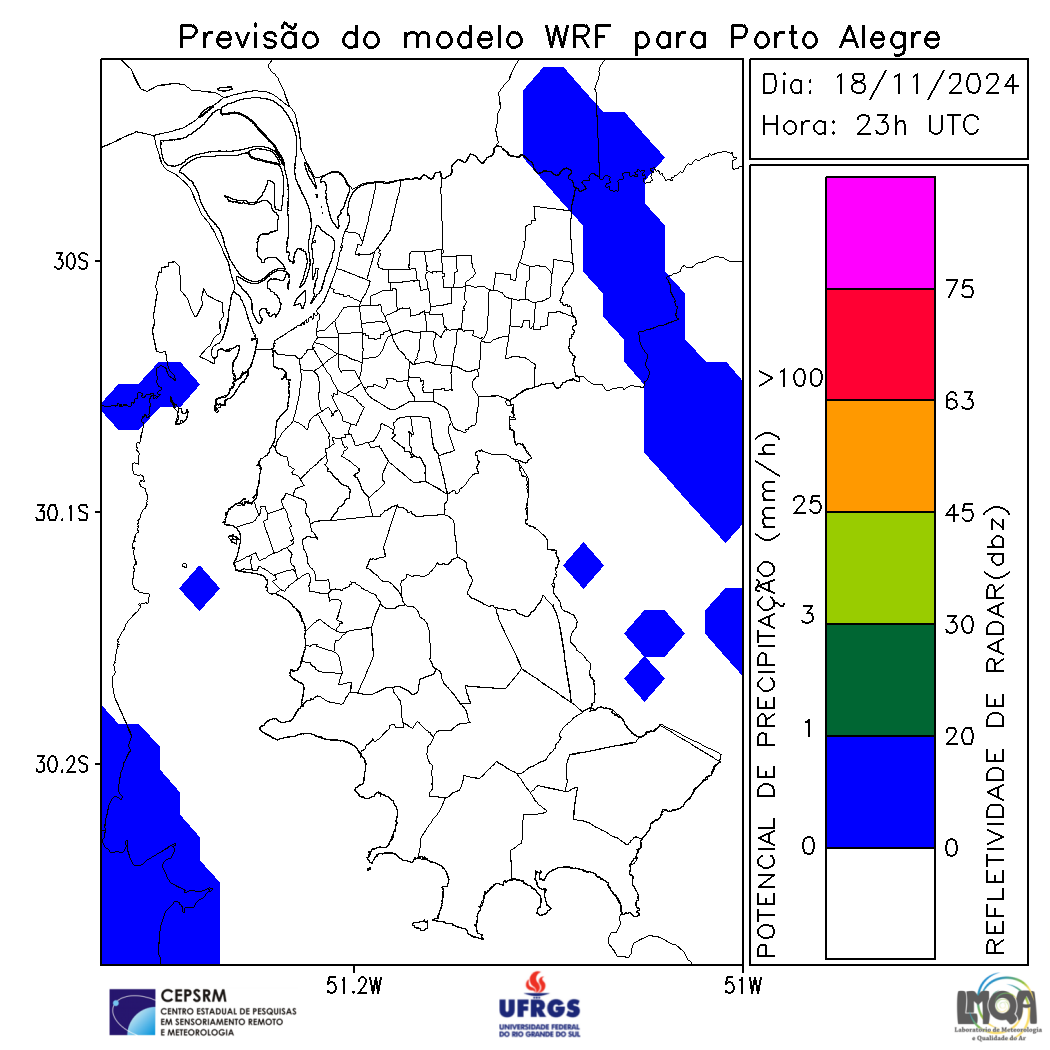 Previsão do modelo WRF para Porto Alegre
Dia: 18/11/2024
Hora: 23h UTC
30S
30.1S
30.2S
51.2W
51W
POTENCIAL DE PRECIPITAÇÃO (mm/h)
>100
25
3
1
0
75
63
45
30
20
0
REFLETIVIDADE DE RADAR(dbz)
CEPSRM
CENTRO ESTADUAL DE PESQUISAS
EM SENSORIAMENTO REMOTO
E METEOROLOGIA
UFRGS
UNIVERSIDADE FEDERAL
DO RIO GRANDE DO SUL
LMQA
Laboratório de Meteorologia
e Qualidade do Ar